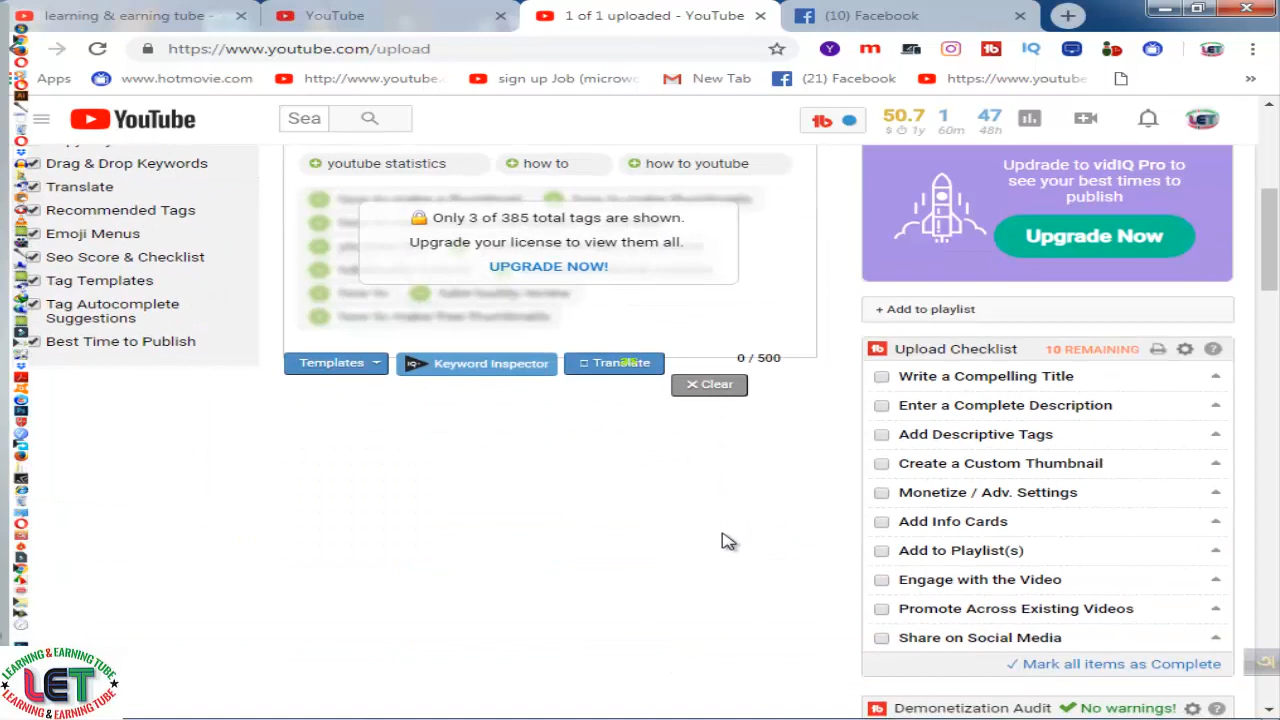 learning & earning tube -
YouTube
1 of 1 uploaded - YouTube
(10) Facebook
https://www.youtube.com/upload
Apps
www.hotmovie.com
http://www.youtube.
sign up Job (microw
New Tab
(21) Facebook
https://www.youtube
YouTube
Sea
50.7 1 47
$ 1y 60m 48h
Drag & Drop Keywords
Translate
Recommended Tags
Emoji Menus
Seo Score & Checklist
Tag Templates
Tag Autocomplete
Suggestions
Best Time to Publish
youtube statistics
how to
how to youtube
Only 3 of 385 total tags are shown.
Upgrade your license to view them all.
UPGRADE NOW!
Templates
Keyword Inspector
Translate
0 / 500
Clear
Updrade to vidIQ Pro to
see your best times to
publish
Upgrade Now
+ Add to playlist
Upload Checklist 10 REMAINING
Write a Compelling Title
Enter a Complete Description
Add Descriptive Tags
Create a Custom Thumbnail
Monetize / Adv. Settings
Add Info Cards
Add to Playlist(s)
Engage with the Video
Promote Across Existing Videos
Share on Social Media
✓ Mark all items as Complete
Demonetization Audit No warnings!
LEARNING & EARNING TUBE
LET
LEARNING & EARNING TUBE